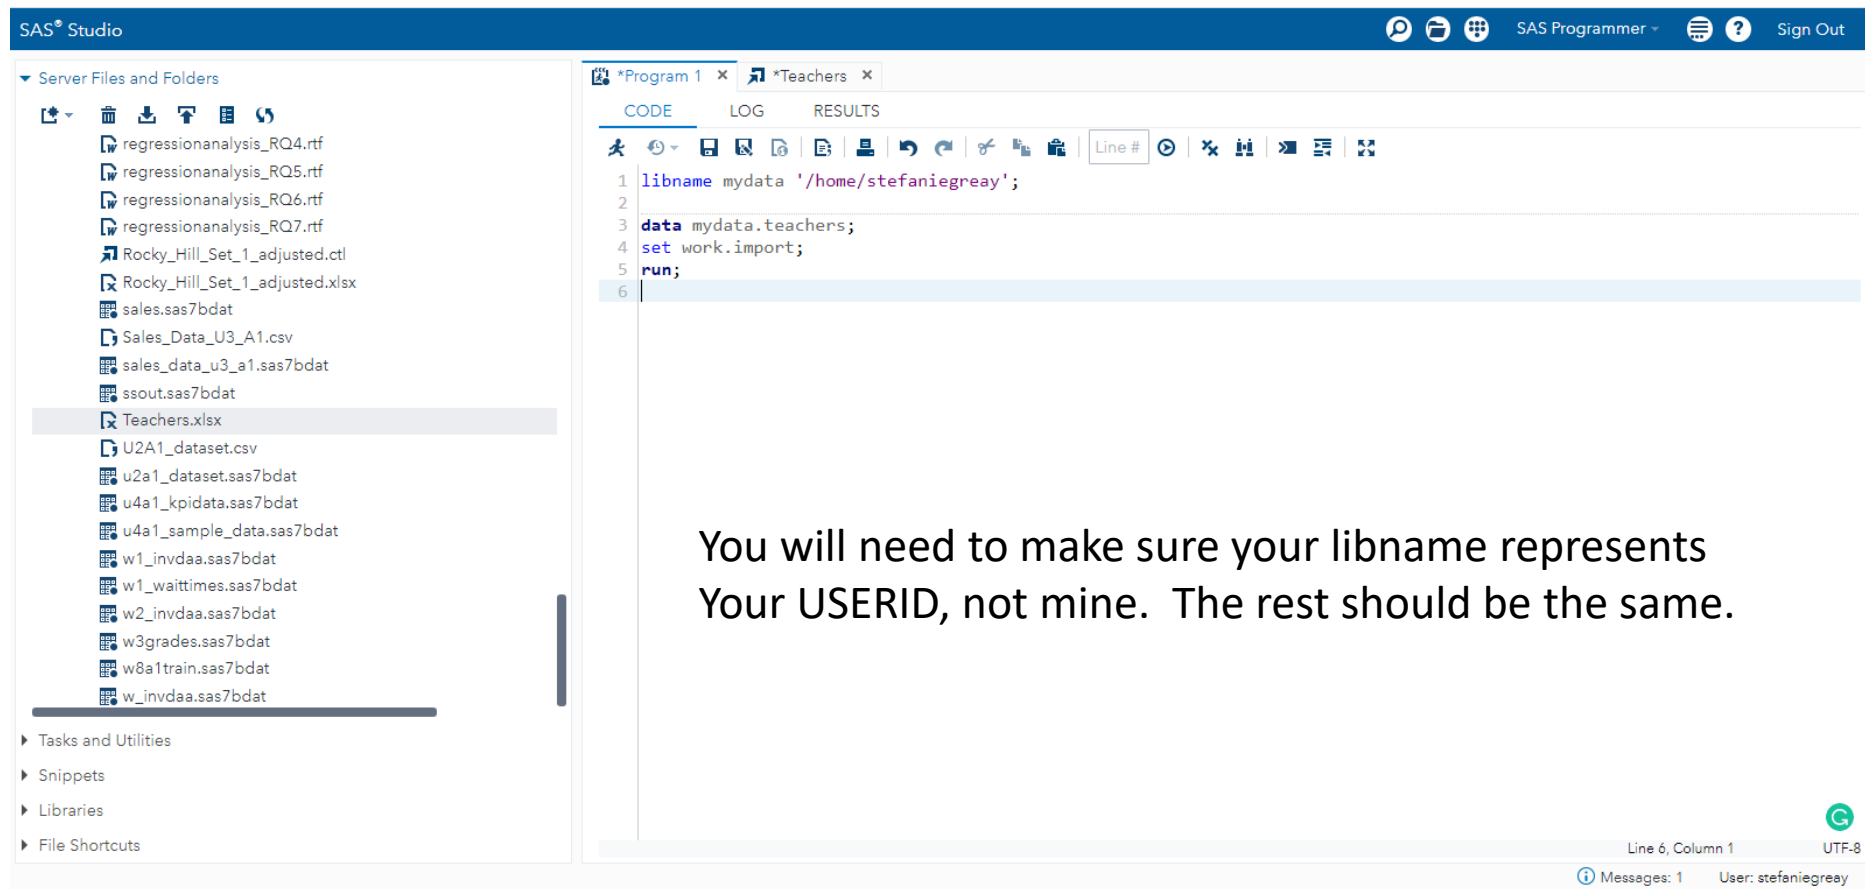 SAS® Studio
SAS Programmer
Sign Out
Server Files and Folders
regressionanalysis_RQ4.rtf
regressionanalysis_RQ5.rtf
regressionanalysis_RQ6.rtf
regressionanalysis_RQ7.rtf
Rocky_Hill_Set_1_adjusted.ctl
Rocky_Hill_Set_1_adjusted.xlsx
sales.sas7bdat
Sales_Data_U3_A1.csv
sales_data_u3_a1.sas7bdat
ssout.sas7bdat
Teachers.xlsx
U2A1_dataset.csv
u2a1_dataset.sas7bdat
u4a1_kpidata.sas7bdat
u4a1_sample_data.sas7bdat
w1_invdaa.sas7bdat
w1_waittimes.sas7bdat
w2_invdaa.sas7bdat
w3grades.sas7bdat
w8a1train.sas7bdat
w_invdaa.sas7bdat
Tasks and Utilities
Snippets
Libraries
File Shortcuts
*Program 1
*Teachers
CODE LOG RESULTS
Line #
1 libname mydata '/home/stefaniegreay';
2
3 data mydata.teachers;
4 set work.import;
5 run;
6
You will need to make sure your libname represents
Your USERID, not mine. The rest should be the same.
Line 6, Column 1
UTF-8
Messages: 1
User: stefaniegreay